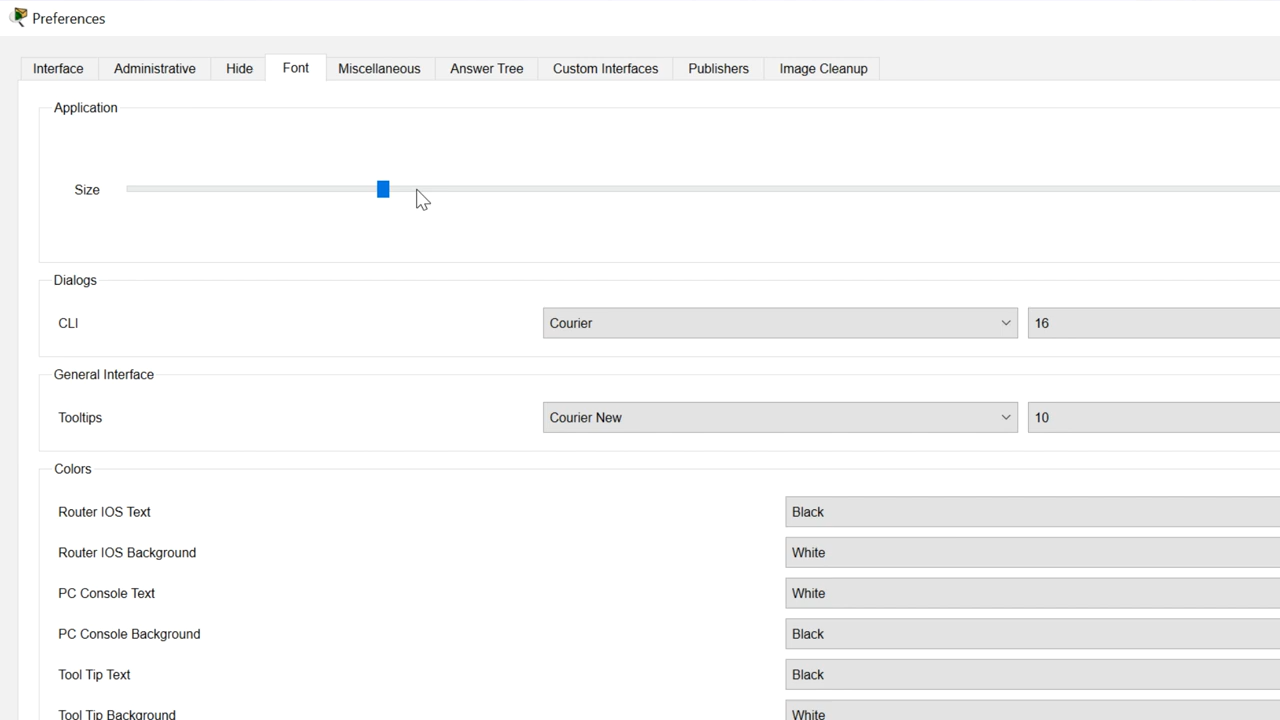 Preferences
Interface Administrative Hide Font Miscellaneous Answer Tree Custom Interfaces Publishers Image Cleanup
Application
Size
Dialogs
CLI Courier 16
General Interface
Tooltips Courier New 10
Colors
Router IOS Text Black
Router IOS Background White
PC Console Text White
PC Console Background Black
Tool Tip Text Black
Tool Tip Background White